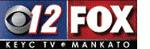 12 FOX
KEYC TV • MANKATO